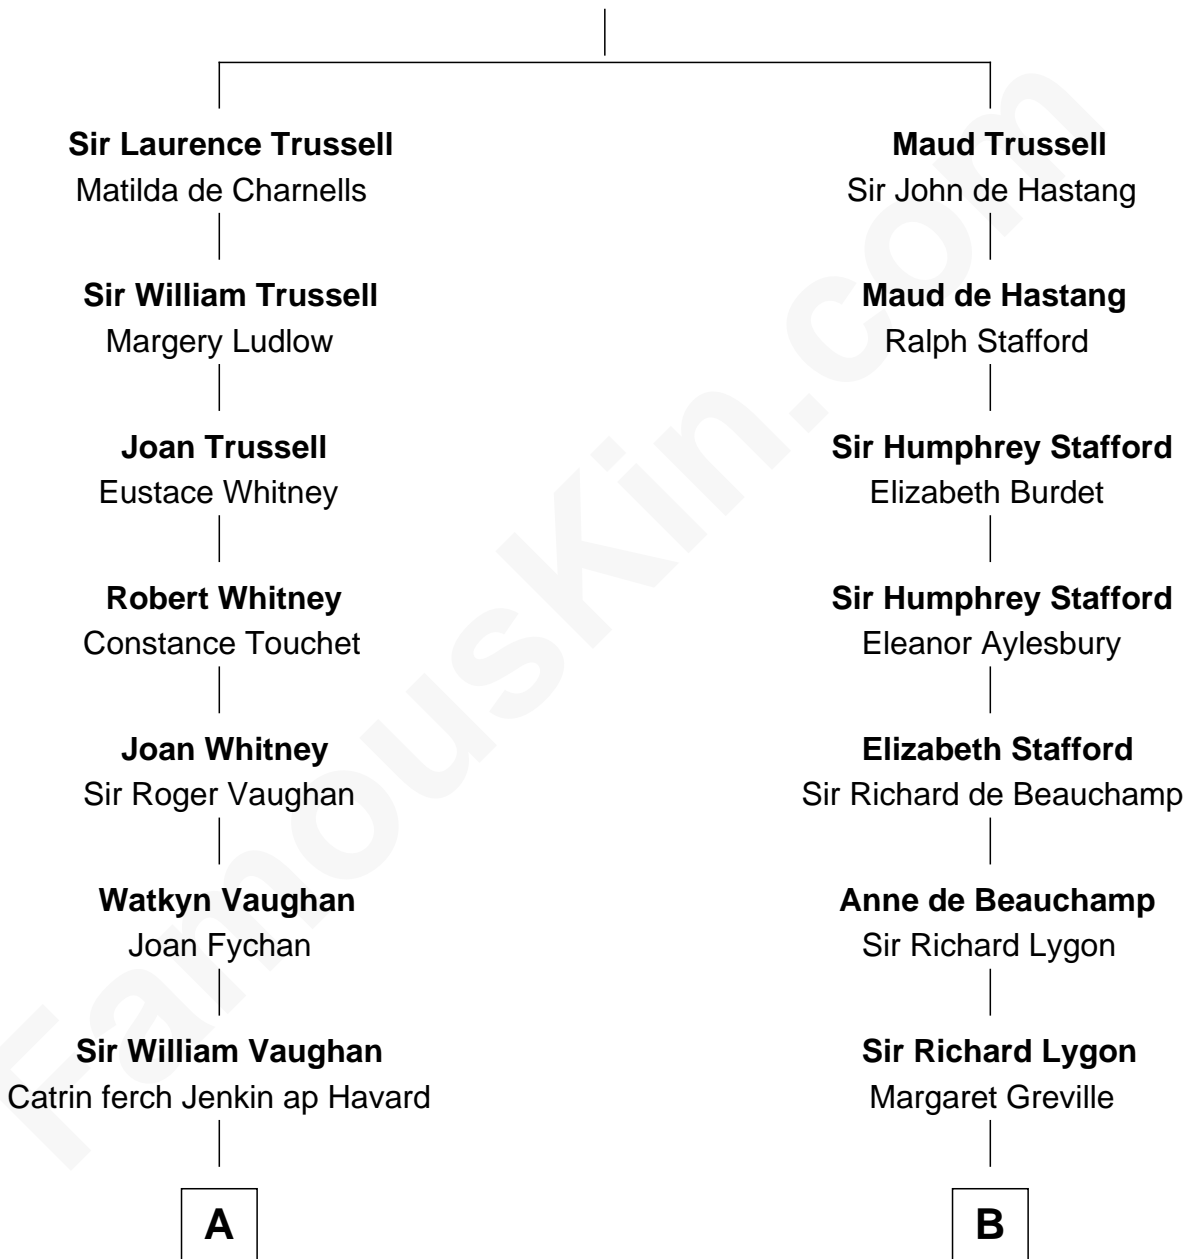 Sir Laurence Trussell
Matilda de Charnells
Sir William Trussell
Margery Ludlow
Joan Trussell
Eustace Whitney
Robert Whitney
Constance Touchet
Joan Whitney
Sir Roger Vaughan
Watkyn Vaughan
Joan Fychan
Sir William Vaughan
Catrin ferch Jenkin ap Havard
A
Maud Trussell
Sir John de Hastang
Maud de Hastang
Ralph Stafford
Sir Humphrey Stafford
Elizabeth Burdet
Sir Humphrey Stafford
Eleanor Aylesbury
Elizabeth Stafford
Sir Richard de Beauchamp
Anne de Beauchamp
Sir Richard Lygon
Sir Richard Lygon
Margaret Greville
B
FamousKin.com